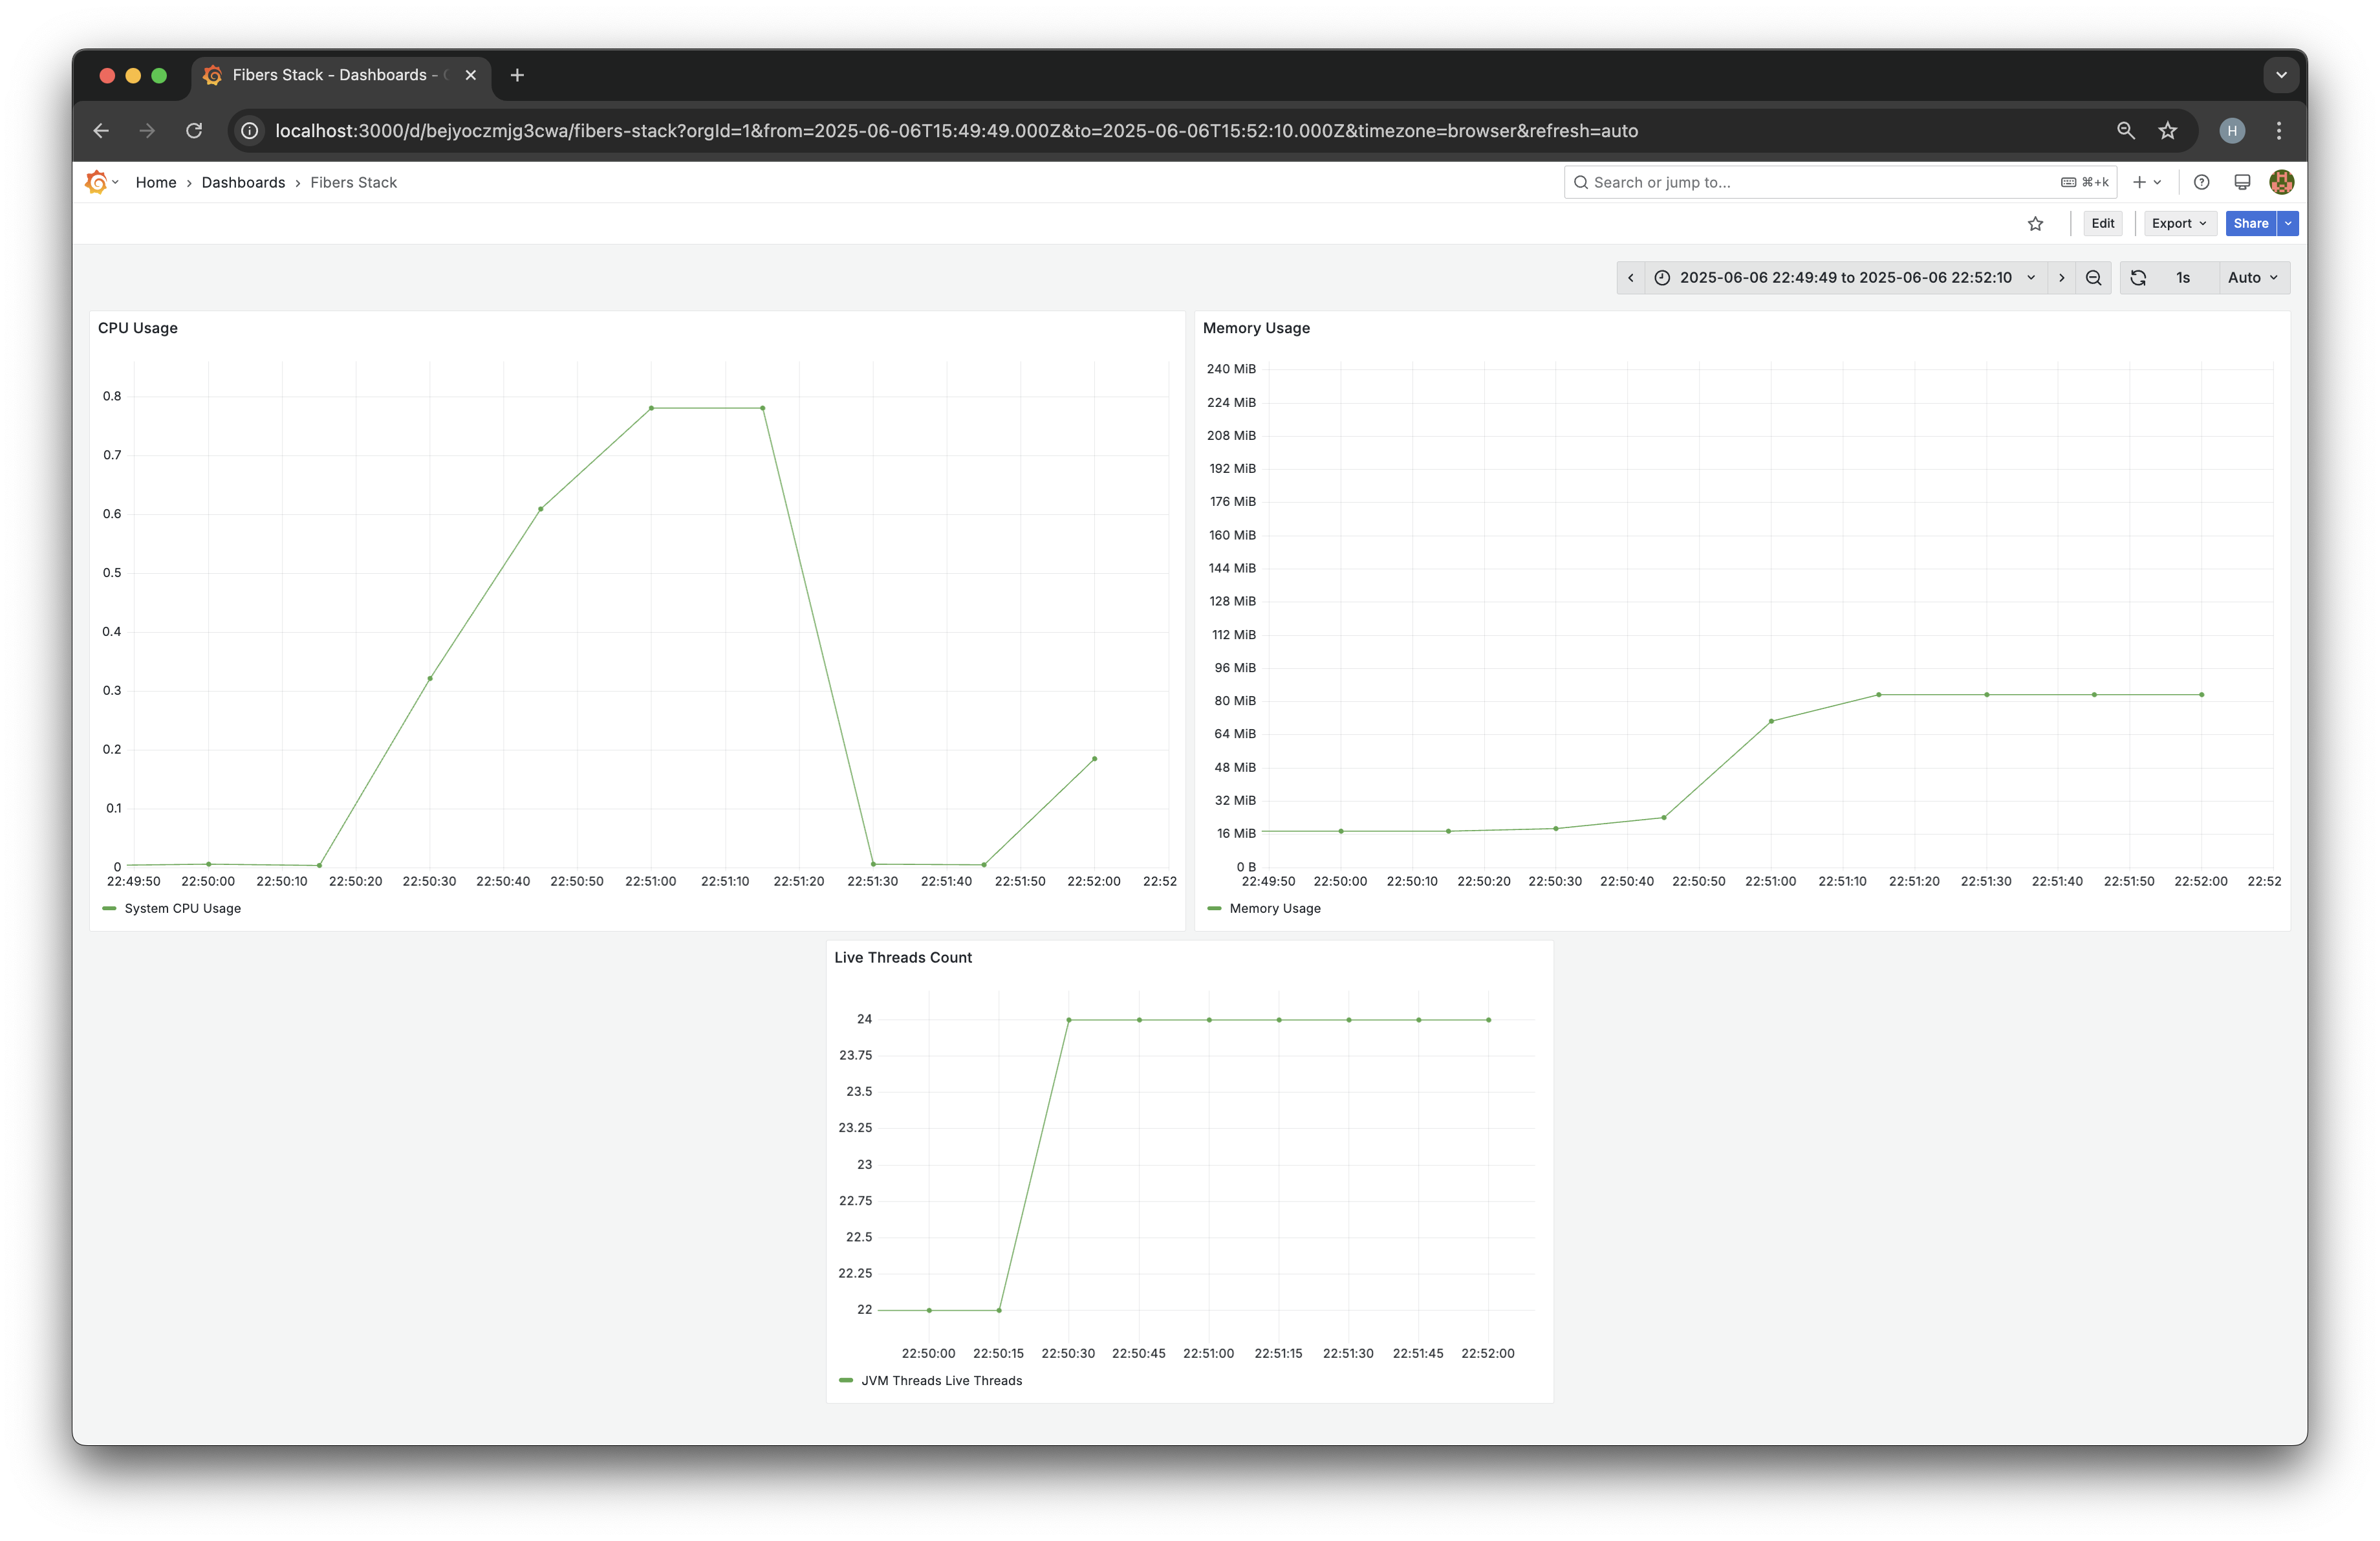 Fibers Stack - Dashboards -
localhost:3000/d/bejyoczmjg3cwa/fibers-stack?orgId=1&from=2025-06-06T15:49:49.000Z&to=2025-06-06T15:52:10.000Z&timezone=browser&refresh=auto
H
Home › Dashboards › Fibers Stack
Search or jump to...
⌘+k
Edit
Export
Share
2025-06-06 22:49:49 to 2025-06-06 22:52:10
1s
Auto
CPU Usage
0.8
0.7
0.6
0.5
0.4
0.3
0.2
0.1
0
22:49:50 22:50:00 22:50:10 22:50:20 22:50:30 22:50:40 22:50:50 22:51:00 22:51:10 22:51:20 22:51:30 22:51:40 22:51:50 22:52:00 22:52
System CPU Usage
Memory Usage
240 MiB
224 MiB
208 MiB
192 MiB
176 MiB
160 MiB
144 MiB
128 MiB
112 MiB
96 MiB
80 MiB
64 MiB
48 MiB
32 MiB
16 MiB
0 B
22:49:50 22:50:00 22:50:10 22:50:20 22:50:30 22:50:40 22:50:50 22:51:00 22:51:10 22:51:20 22:51:30 22:51:40 22:51:50 22:52:00 22:52
Memory Usage
Live Threads Count
24
23.75
23.5
23.25
23
22.75
22.5
22.25
22
22:50:00 22:50:15 22:50:30 22:50:45 22:51:00 22:51:15 22:51:30 22:51:45 22:52:00
JVM Threads Live Threads